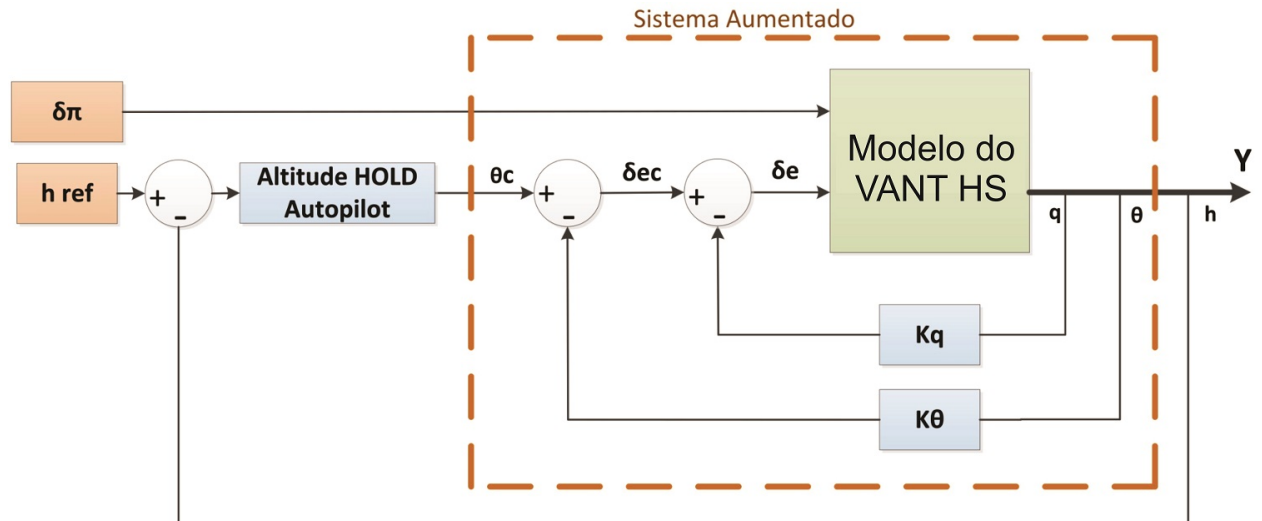 Sistema Aumentado
δπ
h ref
+
-
Altitude HOLD
Autopilot
θc
+
-
δec
+
-
δe
Modelo do
VANT HS
Y
q
θ
h
Kq
Kθ